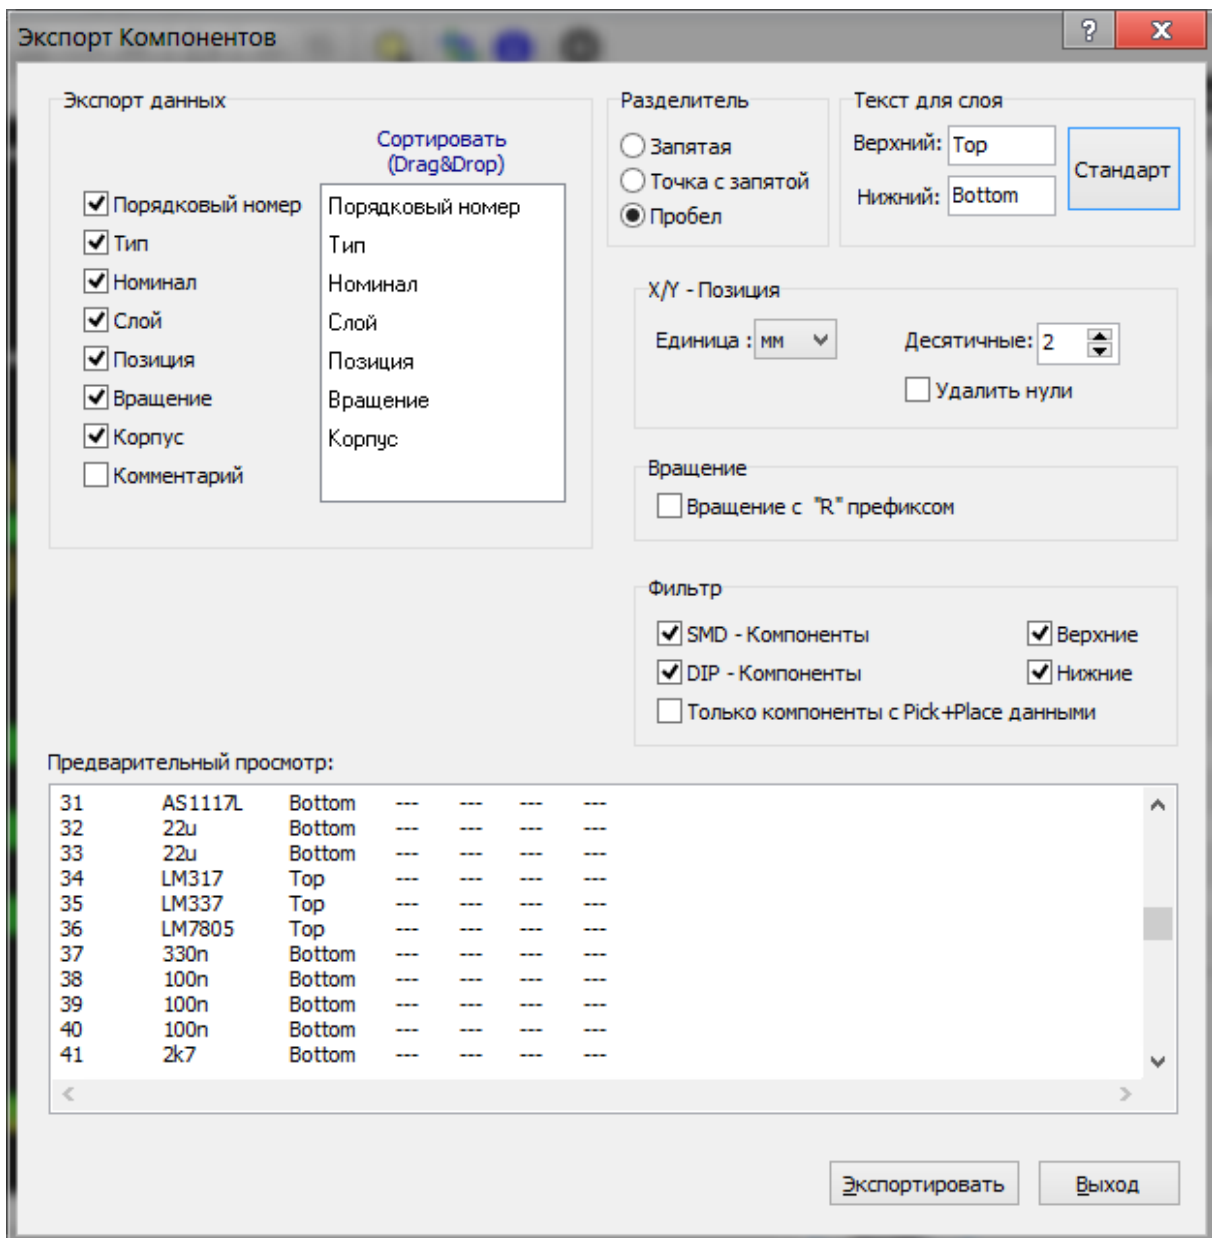 Экспорт Компонентов
?
X
Экспорт данных
Сортировать
(Drag&Drop)
Порядковый номер
Тип
Номинал
Слой
Позиция
Вращение
Корпус
Комментарий
Порядковый номер
Тип
Номинал
Слой
Позиция
Вращение
Корпус
Разделитель
Запятая
Точка с запятой
Пробел
Текст для слоя
Верхний: Top
Нижний: Bottom
Стандарт
X/Y - Позиция
Единица : мм
Десятичные: 2
Удалить нули
Вращение
Вращение с "R" префиксом
Фильтр
SMD - Компоненты
Верхние
DIP - Компоненты
Нижние
Только компоненты с Pick+Place данными
Предварительный просмотр:
31 AS1117L Bottom --- --- --- ---
32 22u Bottom --- --- --- ---
33 22u Bottom --- --- --- ---
34 LM317 Top --- --- --- ---
35 LM337 Top --- --- --- ---
36 LM7805 Top --- --- --- ---
37 330n Bottom --- --- --- ---
38 100n Bottom --- --- --- ---
39 100n Bottom --- --- --- ---
40 100n Bottom --- --- --- ---
41 2k7 Bottom --- --- --- ---
Экспортировать
Выход